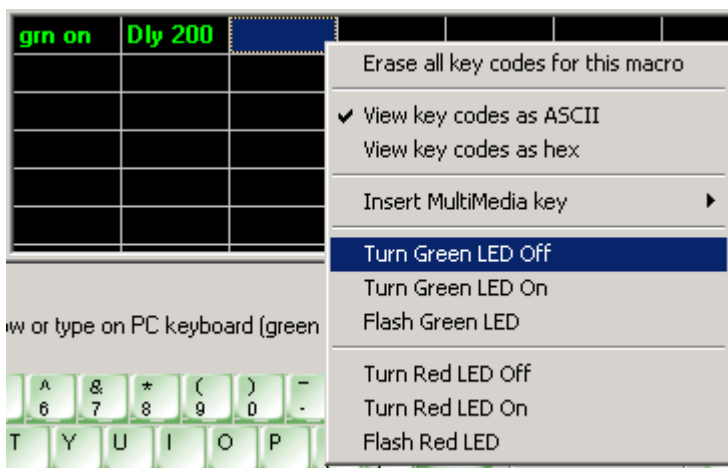 grn on Dly 200
Erase all key codes for this macro
View key codes as ASCII
View key codes as hex
Insert MultiMedia key
Turn Green LED Off
Turn Green LED On
Flash Green LED
ow or type on PC keyboard (green
Turn Red LED Off
Turn Red LED On
Flash Red LED
^ & * ( ) -
6 7 8 9 0 -
T Y U I O P